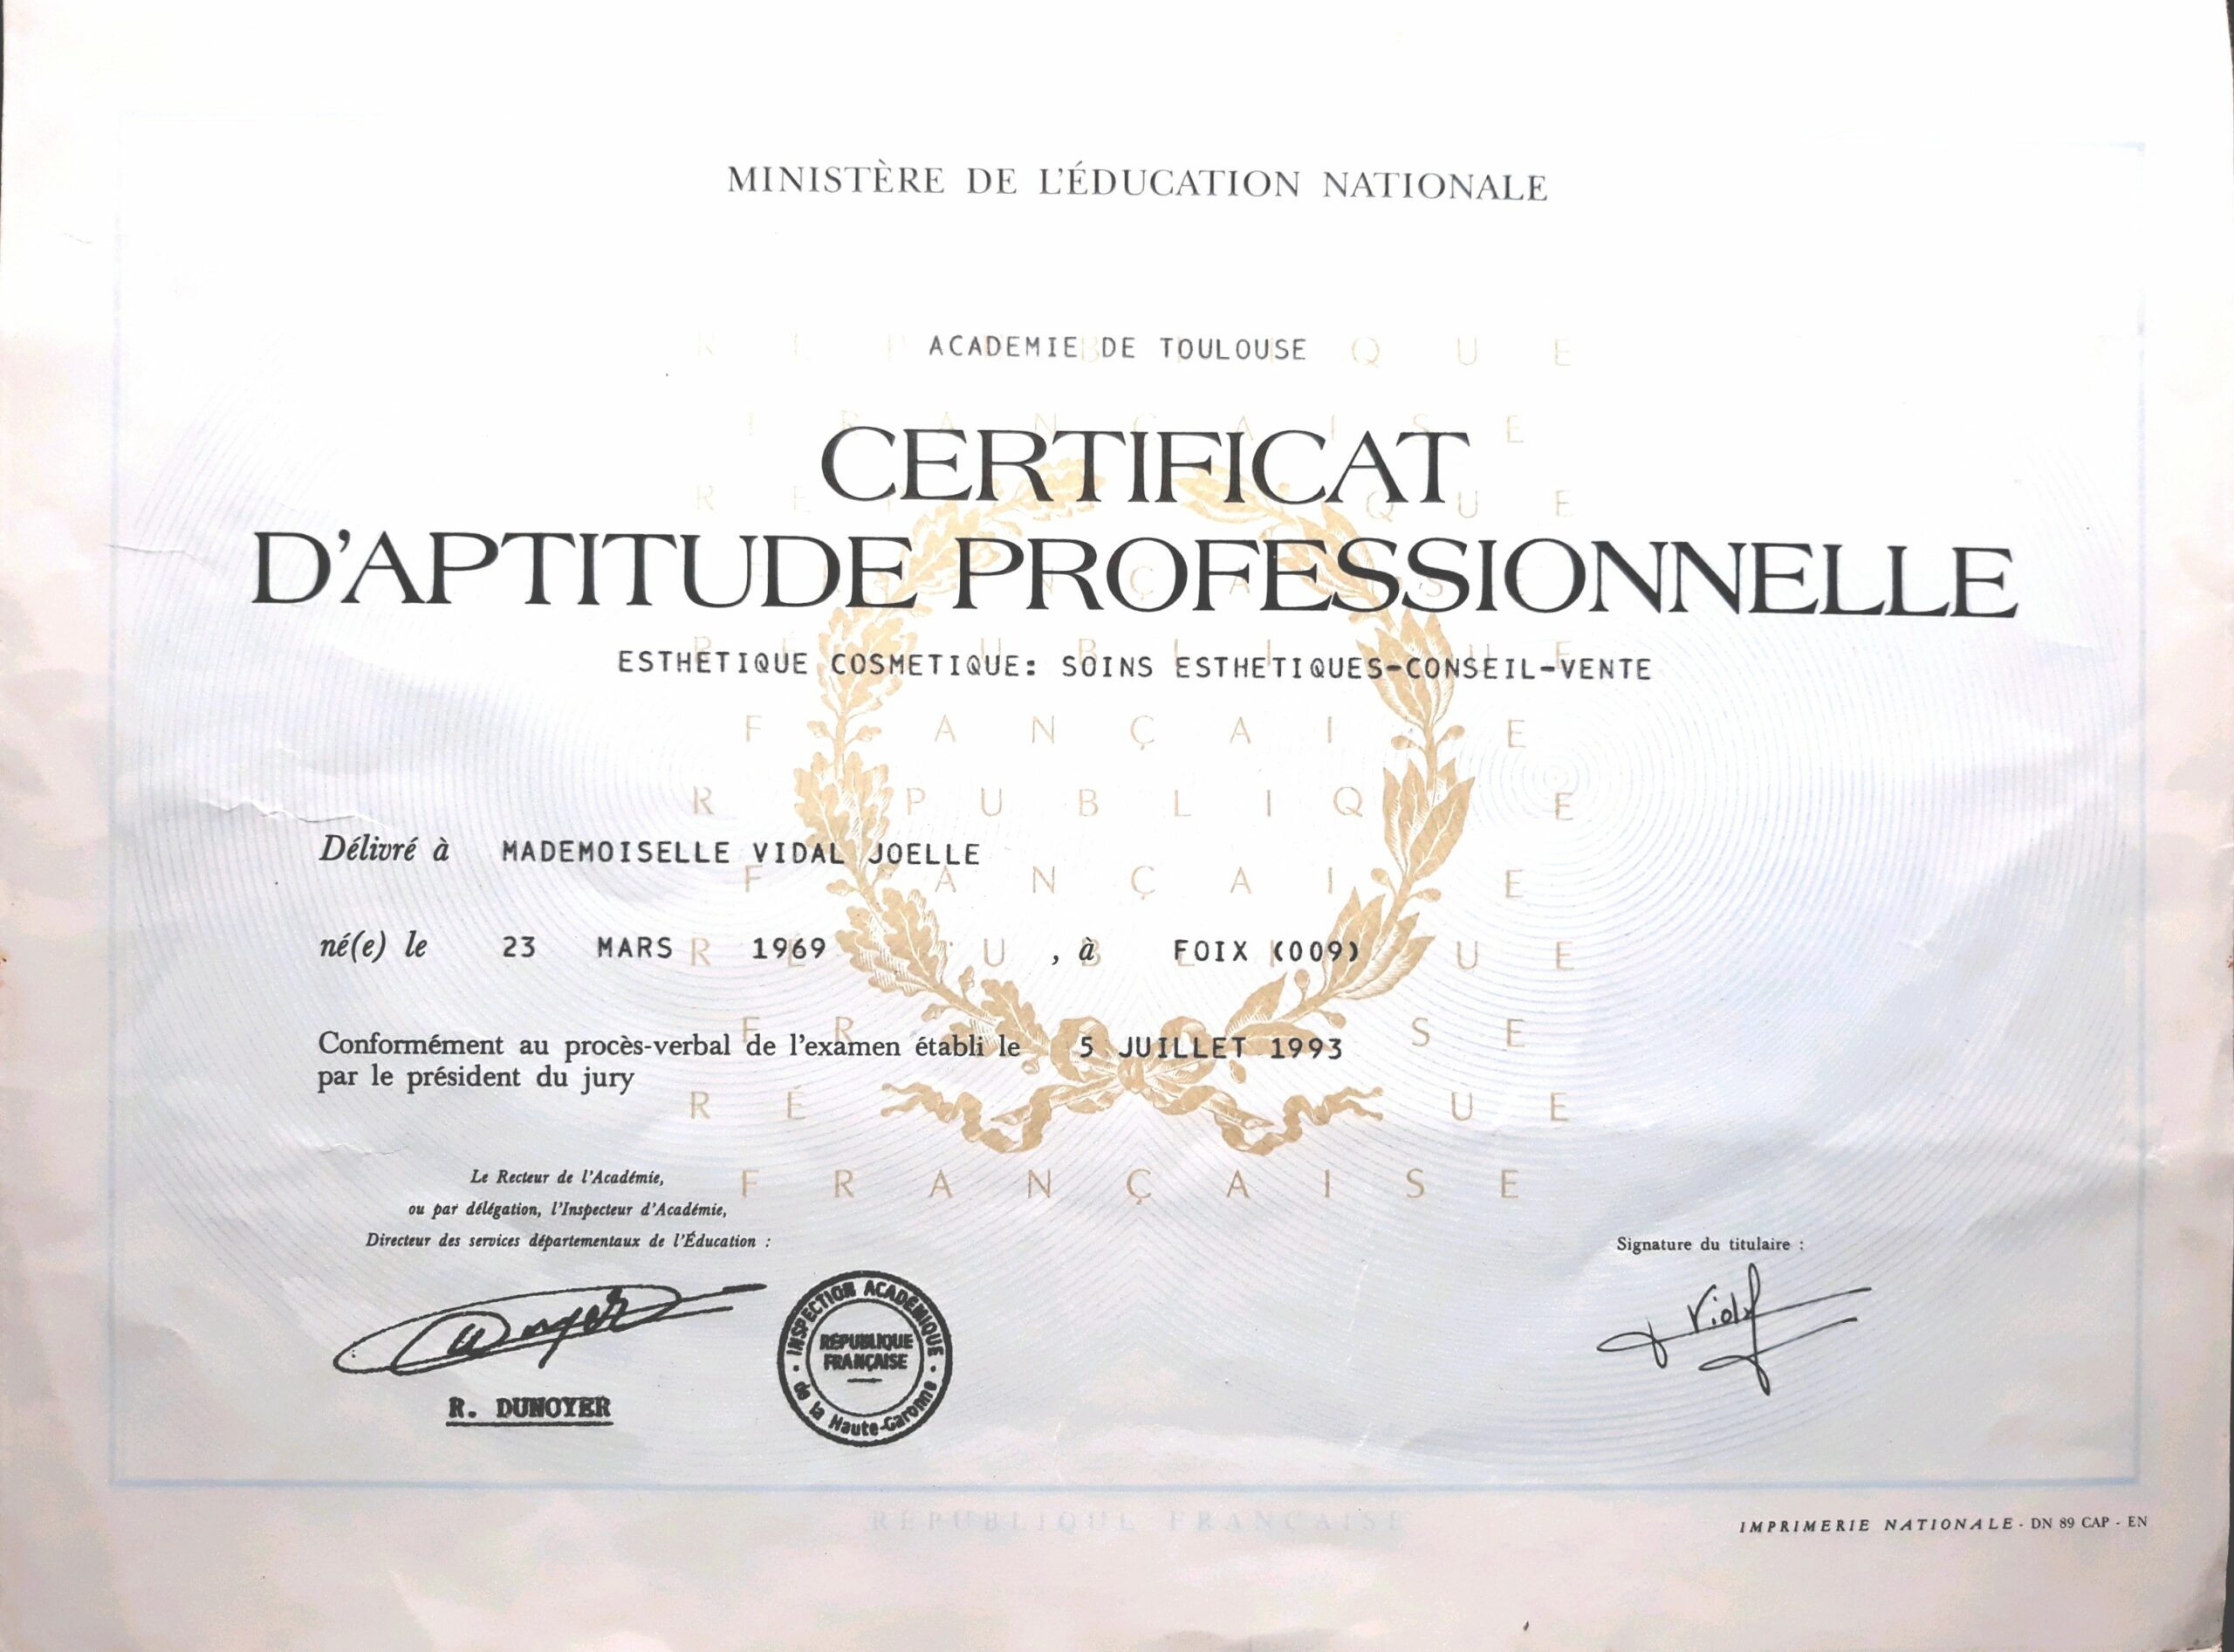 MINISTÈRE DE L'ÉDUCATION NATIONALE
ACADEMIE DE TOULOUSE
CERTIFICAT
D'APTITUDE PROFESSIONNELLE
ESTHETIQUE COSMETIQUE: SOINS ESTHETIQUES-CONSEIL-VENTE
Délivré à MADEMOISELLE VIDAL JOELLE
né(e) le 23 MARS 1969 , à FOIX (009)
Conformément au procès-verbal de l'examen établi le 5 JUILLET 1993
par le président du jury
FRANÇAISE
Le Recteur de l'Académie,
ou par délégation, l'Inspecteur d'Académie,
Directeur des services départementaux de l'Éducation :
Signature du titulaire :
Vidal
R. DUNOYER
INSPECTION ACADÉMIQUE
RÉPUBLIQUE
FRANÇAISE
de la Haute-Garonne
RÉPUBLIQUE FRANÇAISE
IMPRIMERIE NATIONALE - DN 89 CAP - EN